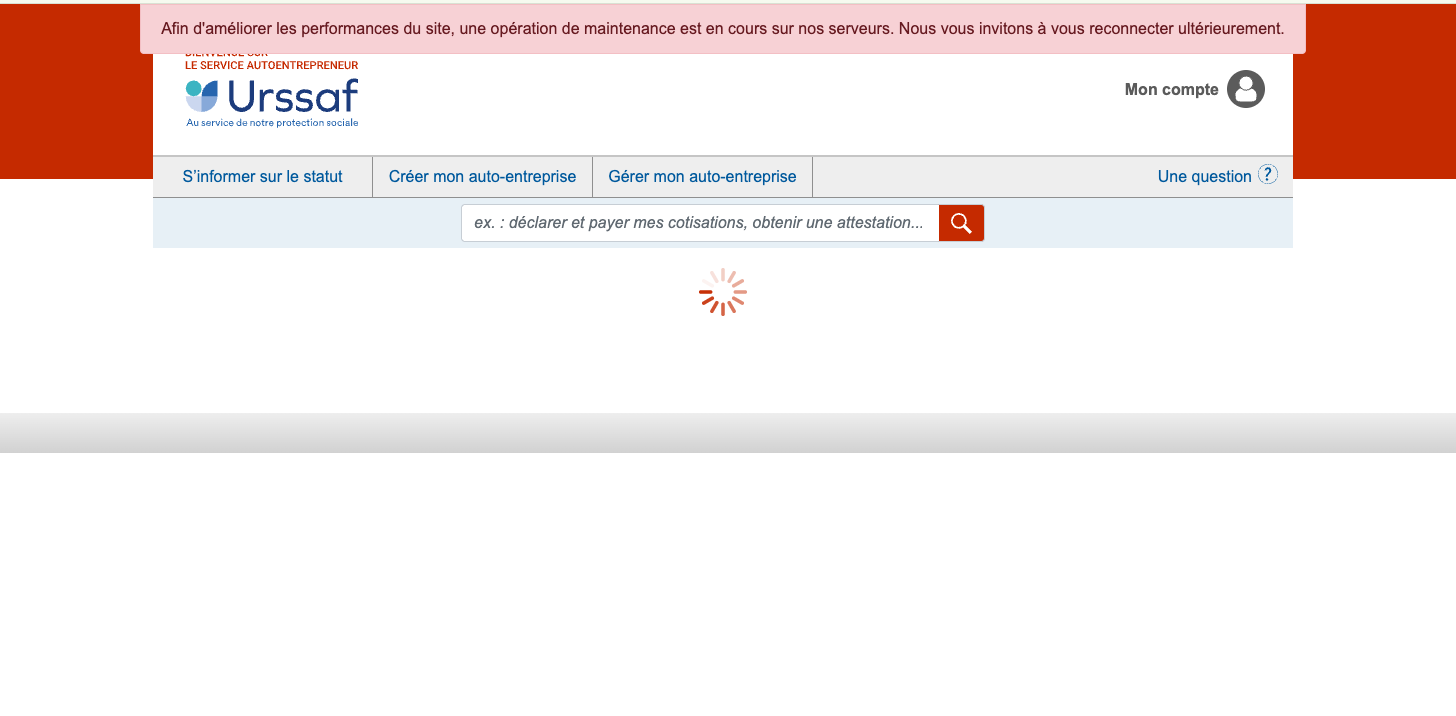 Afin d'améliorer les performances du site, une opération de maintenance est en cours sur nos serveurs. Nous vous invitons à vous reconnecter ultérieurement.
BIENVENUE SUR
LE SERVICE AUTOENTREPRENEUR
Urssaf
Au service de notre protection sociale
Mon compte
S'informer sur le statut
Créer mon auto-entreprise
Gérer mon auto-entreprise
Une question ?
ex. : déclarer et payer mes cotisations, obtenir une attestation...